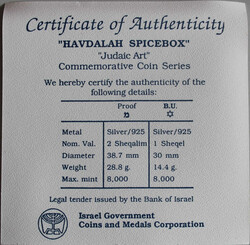 Certificate of Authenticity
"HAVDALAH SPICEBOX"
"Judaic Art"
Commemorative Coin Series
We hereby certify the authenticity of the
following details:
Proof B.U.
מ ✡
Metal Silver/925 Silver/925
Nom. Val. 2 Sheqalim 1 Sheqel
Diameter 38.7 mm 30 mm
Weight 28.8 g. 14.4 g.
Max. mint 8,000 8,000
Legal tender issued by the Bank of Israel
Israel Government
Coins and Medals Corporation